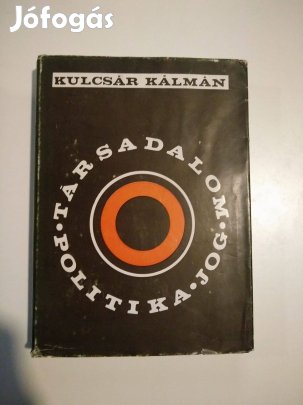 Jófogás
KULCSÁR KÁLMÁN
TÁRSADALOM·
POLITIKA·JOG·